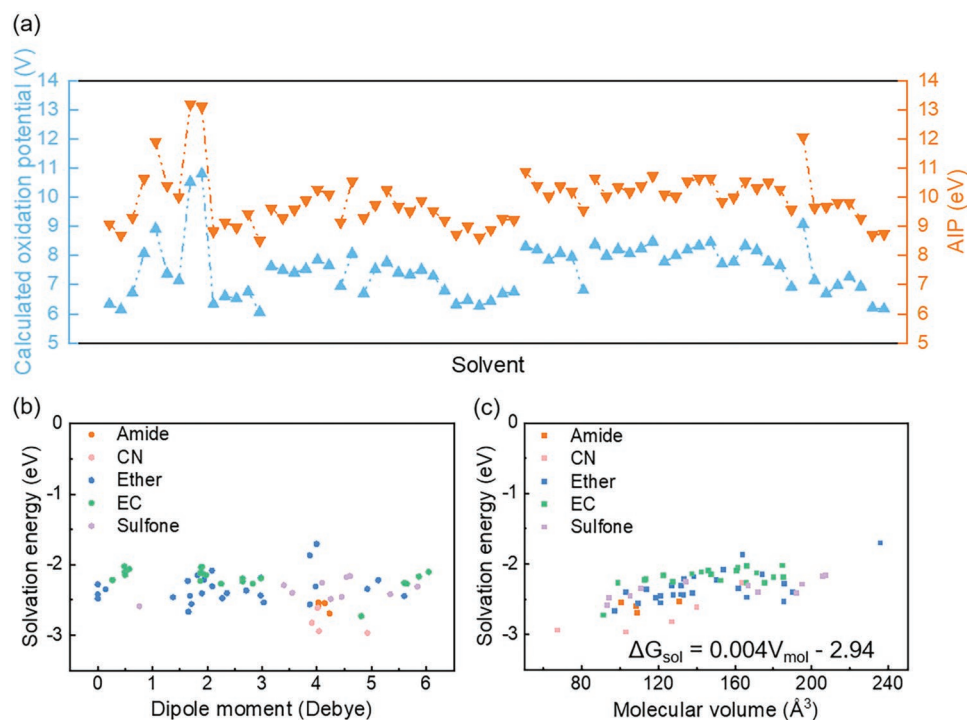 (a)
Calculated oxidation potential (V)
14
13
12
11
10
9
8
7
6
5
14
13
12
11
10
9
8
7
6
5
AIP (eV)
Solvent
(b)
Solvation energy (eV)
0
-1
-2
-3
Amide
CN
Ether
EC
Sulfone
0 1 2 3 4 5 6
Dipole moment (Debye)
(c)
Solvation energy (eV)
0
-1
-2
-3
Amide
CN
Ether
EC
Sulfone
ΔG_sol = 0.004V_mol - 2.94
80 120 160 200 240
Molecular volume (Å³)